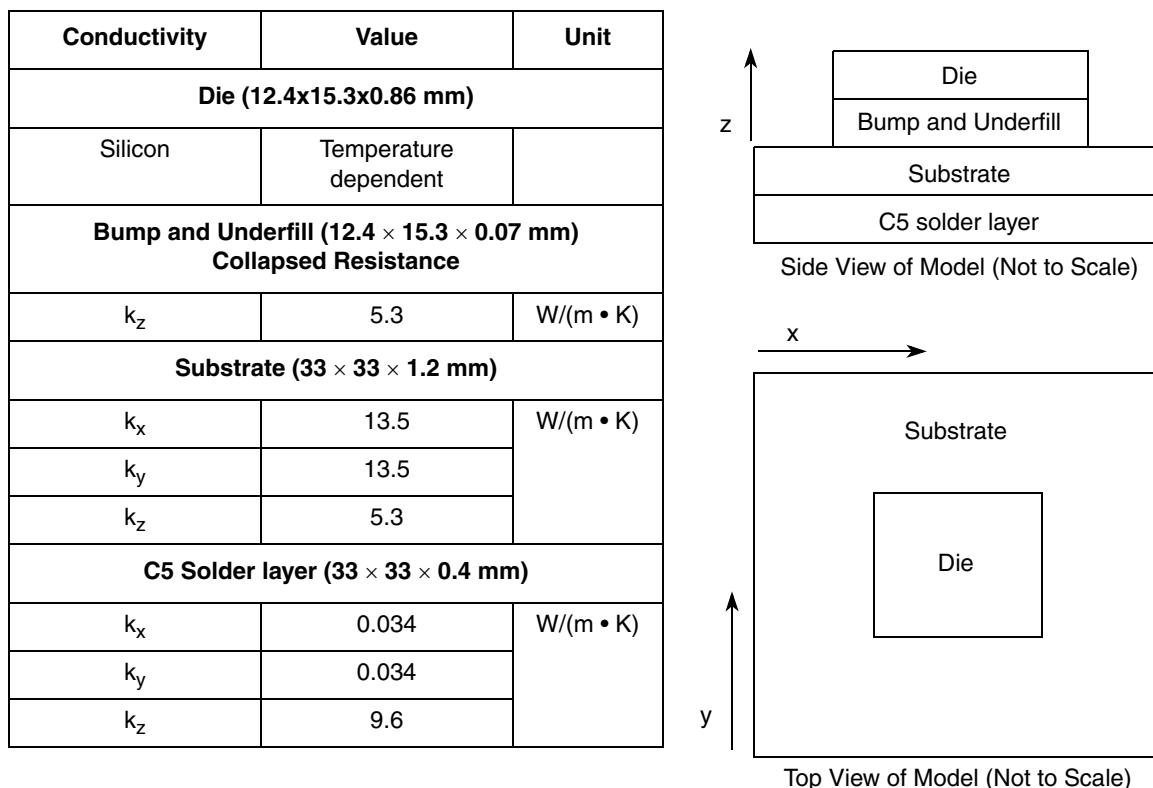 Conductivity Value Unit
Die (12.4x15.3x0.86 mm)
Silicon Temperature
dependent
Bump and Underfill (12.4 × 15.3 × 0.07 mm)
Collapsed Resistance
kz 5.3 W/(m • K)
Substrate (33 × 33 × 1.2 mm)
kx 13.5 W/(m • K)
ky 13.5
kz 5.3
C5 Solder layer (33 × 33 × 0.4 mm)
kx 0.034 W/(m • K)
ky 0.034
kz 9.6
z
Die
Bump and Underfill
Substrate
C5 solder layer
Side View of Model (Not to Scale)
x
Substrate
Die
y
Top View of Model (Not to Scale)